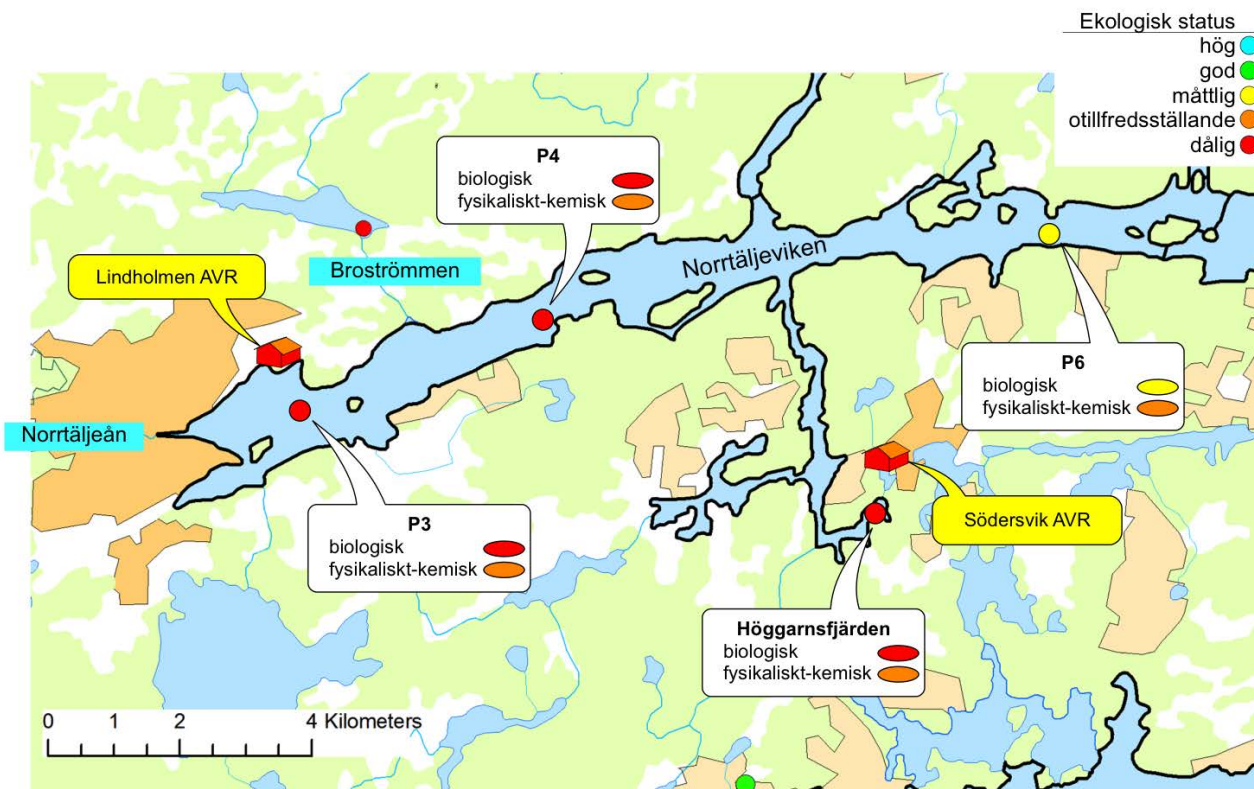 Ekologisk status
hög
god
måttlig
otillfredsställande
dålig
P4
biologisk
fysikaliskt-kemisk
Norrtäljeviken
Broströmmen
Lindholmen AVR
P6
biologisk
fysikaliskt-kemisk
Norrtäljeån
P3
biologisk
fysikaliskt-kemisk
Södersvik AVR
Höggarnsfjärden
biologisk
fysikaliskt-kemisk
0 1 2 4 Kilometers